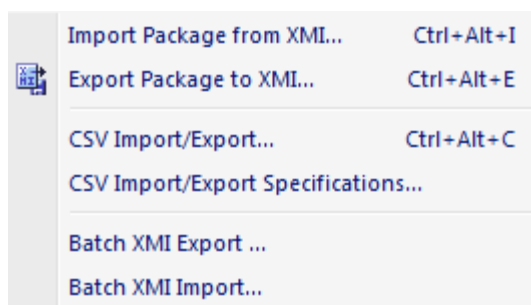 Import Package from XMI... Ctrl+Alt+I
Export Package to XMI... Ctrl+Alt+E
CSV Import/Export... Ctrl+Alt+C
CSV Import/Export Specifications...
Batch XMI Export ...
Batch XMI Import...